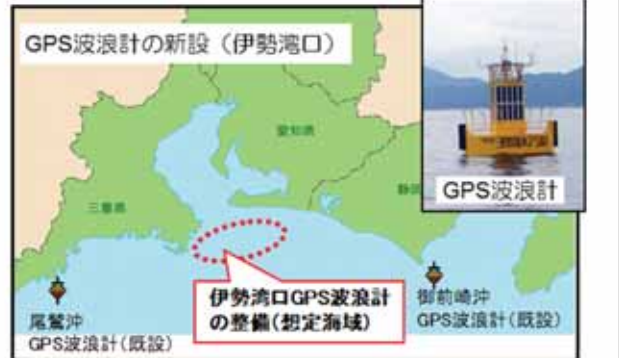 GPS波浪計の新設（伊勢湾口）
GPS波浪計
愛知県
静岡
三重県
伊勢湾口GPS波浪計
の整備(想定海域)
尾鷲沖
GPS波浪計(既設)
御前崎沖
GPS波浪計(既設)